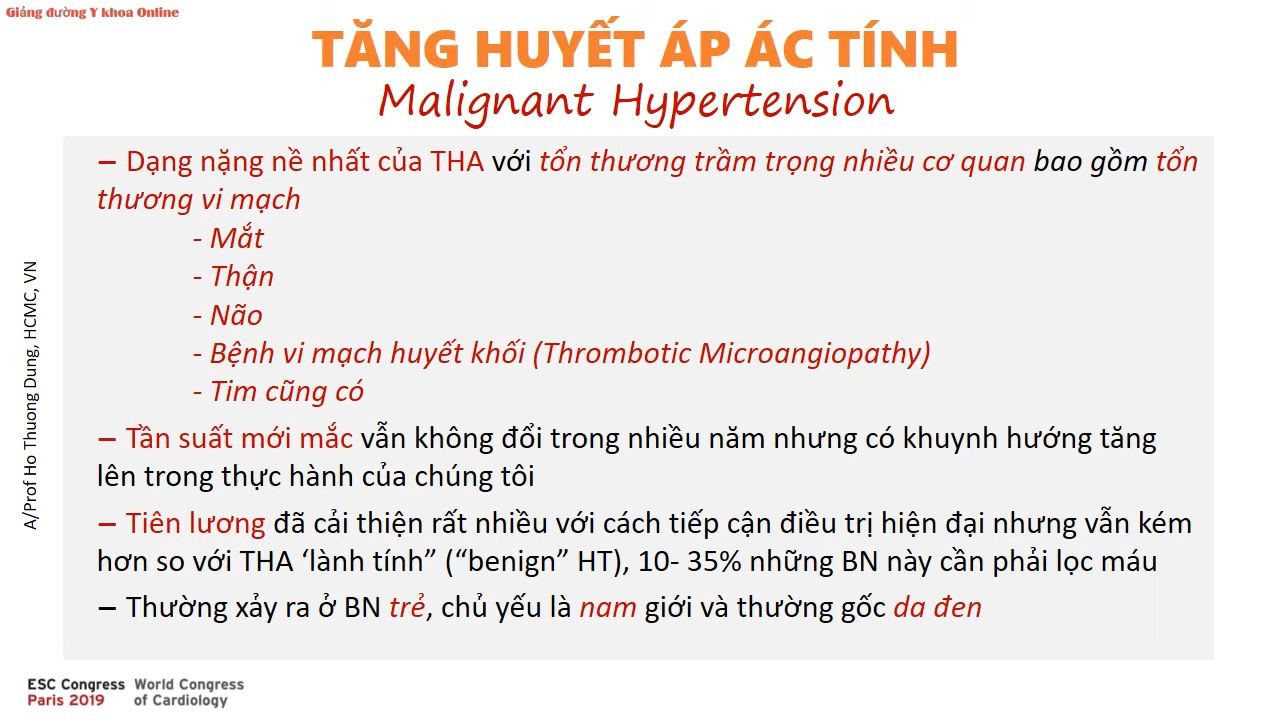 Giảng đường Y khoa Online
TĂNG HUYẾT ÁP ÁC TÍNH
Malignant Hypertension
– Dạng nặng nề nhất của THA với tổn thương trầm trọng nhiều cơ quan bao gồm tổn
thương vi mạch
- Mắt
- Thận
- Não
- Bệnh vi mạch huyết khối (Thrombotic Microangiopathy)
- Tim cũng có
– Tần suất mới mắc vẫn không đổi trong nhiều năm nhưng có khuynh hướng tăng
lên trong thực hành của chúng tôi
– Tiên lương đã cải thiện rất nhiều với cách tiếp cận điều trị hiện đại nhưng vẫn kém
hơn so với THA ‘lành tính” (“benign” HT), 10- 35% những BN này cần phải lọc máu
– Thường xảy ra ở BN trẻ, chủ yếu là nam giới và thường gốc da đen
A/Prof Ho Thuong Dung, HCMC, VN
ESC Congress World Congress
Paris 2019 of Cardiology